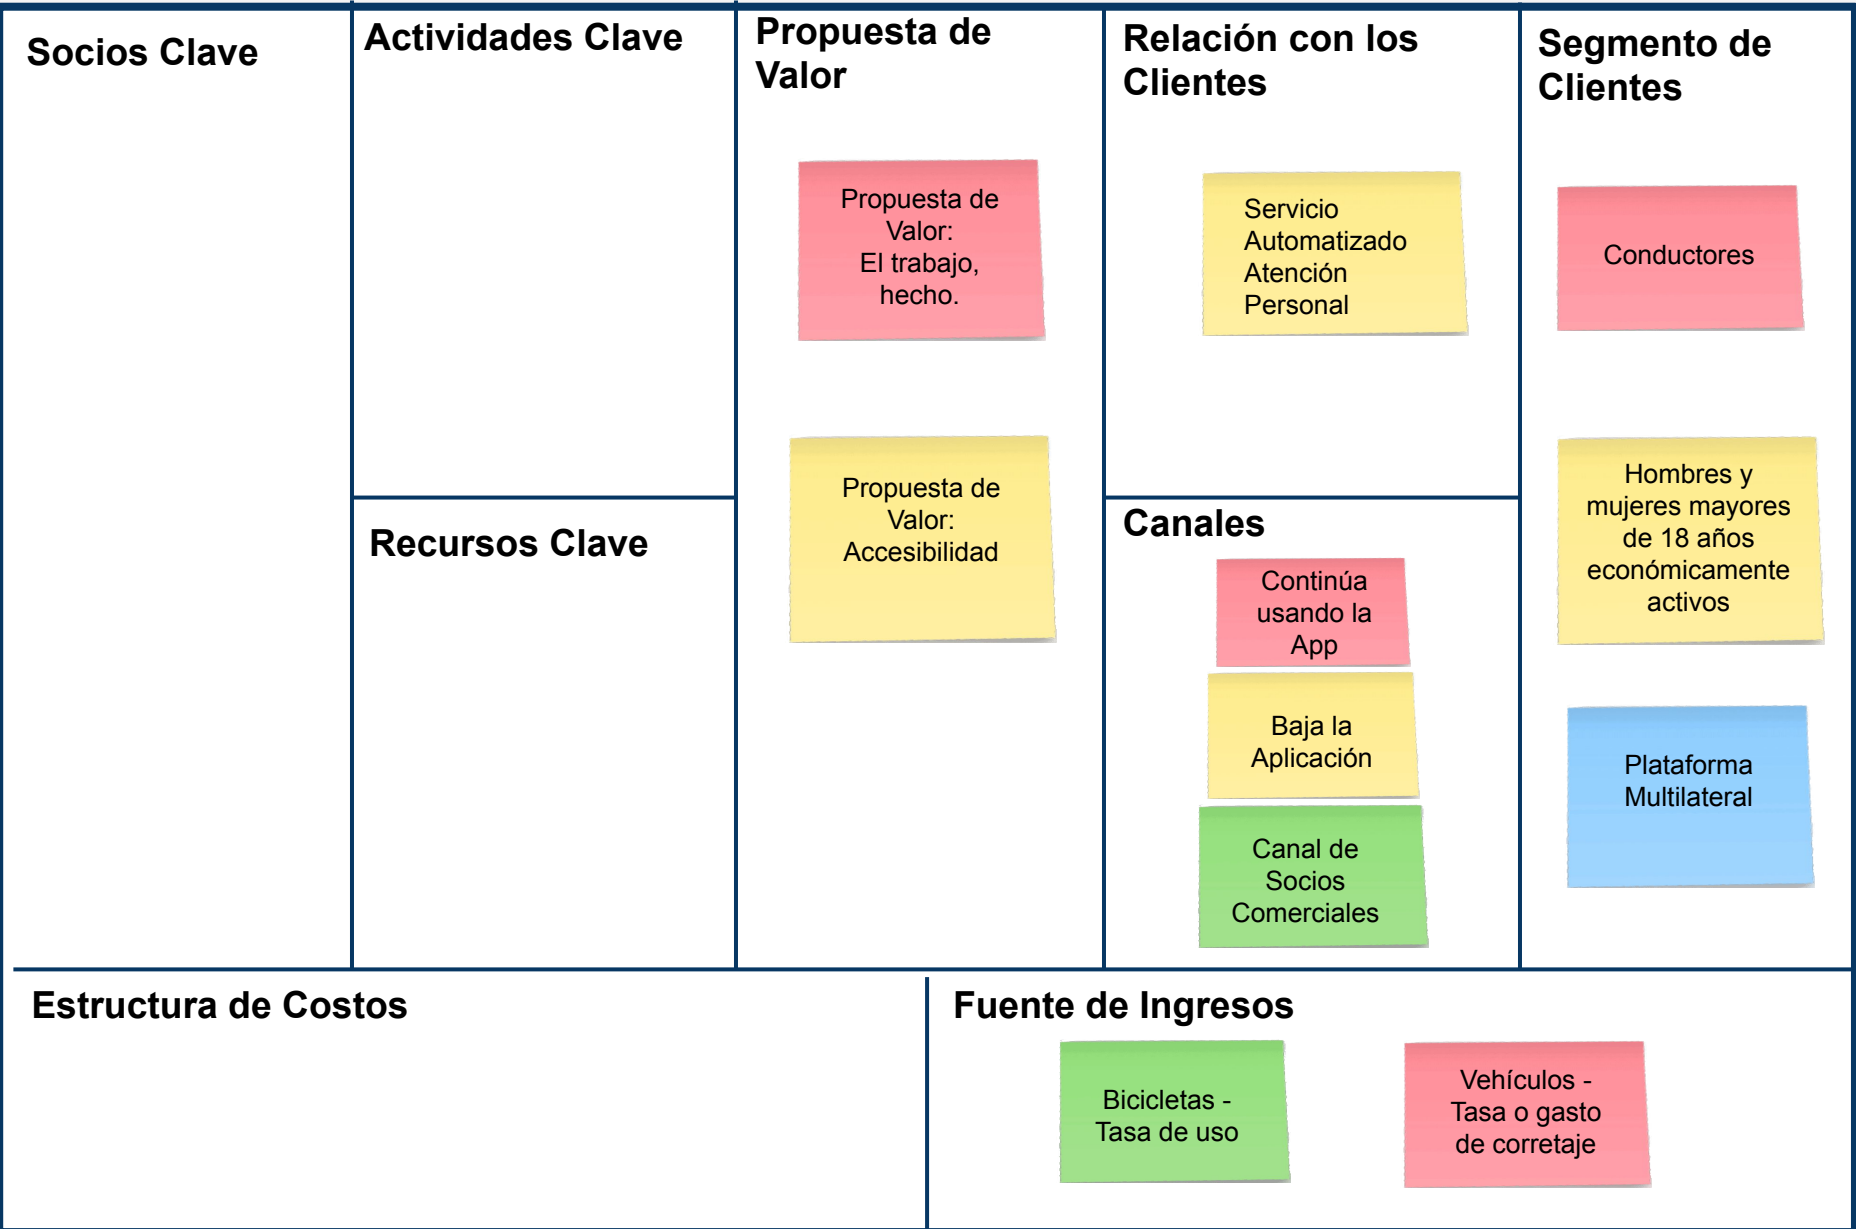 Socios Clave
Actividades Clave
Recursos Clave
Propuesta de
Valor
Propuesta de
Valor:
El trabajo,
hecho.
Propuesta de
Valor:
Accesibilidad
Relación con los
Clientes
Servicio
Automatizado
Atención
Personal
Canales
Continúa
usando la
App
Baja la
Aplicación
Canal de
Socios
Comerciales
Segmento de
Clientes
Conductores
Hombres y
mujeres mayores
de 18 años
económicamente
activos
Plataforma
Multilateral
Estructura de Costos
Fuente de Ingresos
Bicicletas -
Tasa de uso
Vehículos -
Tasa o gasto
de corretaje